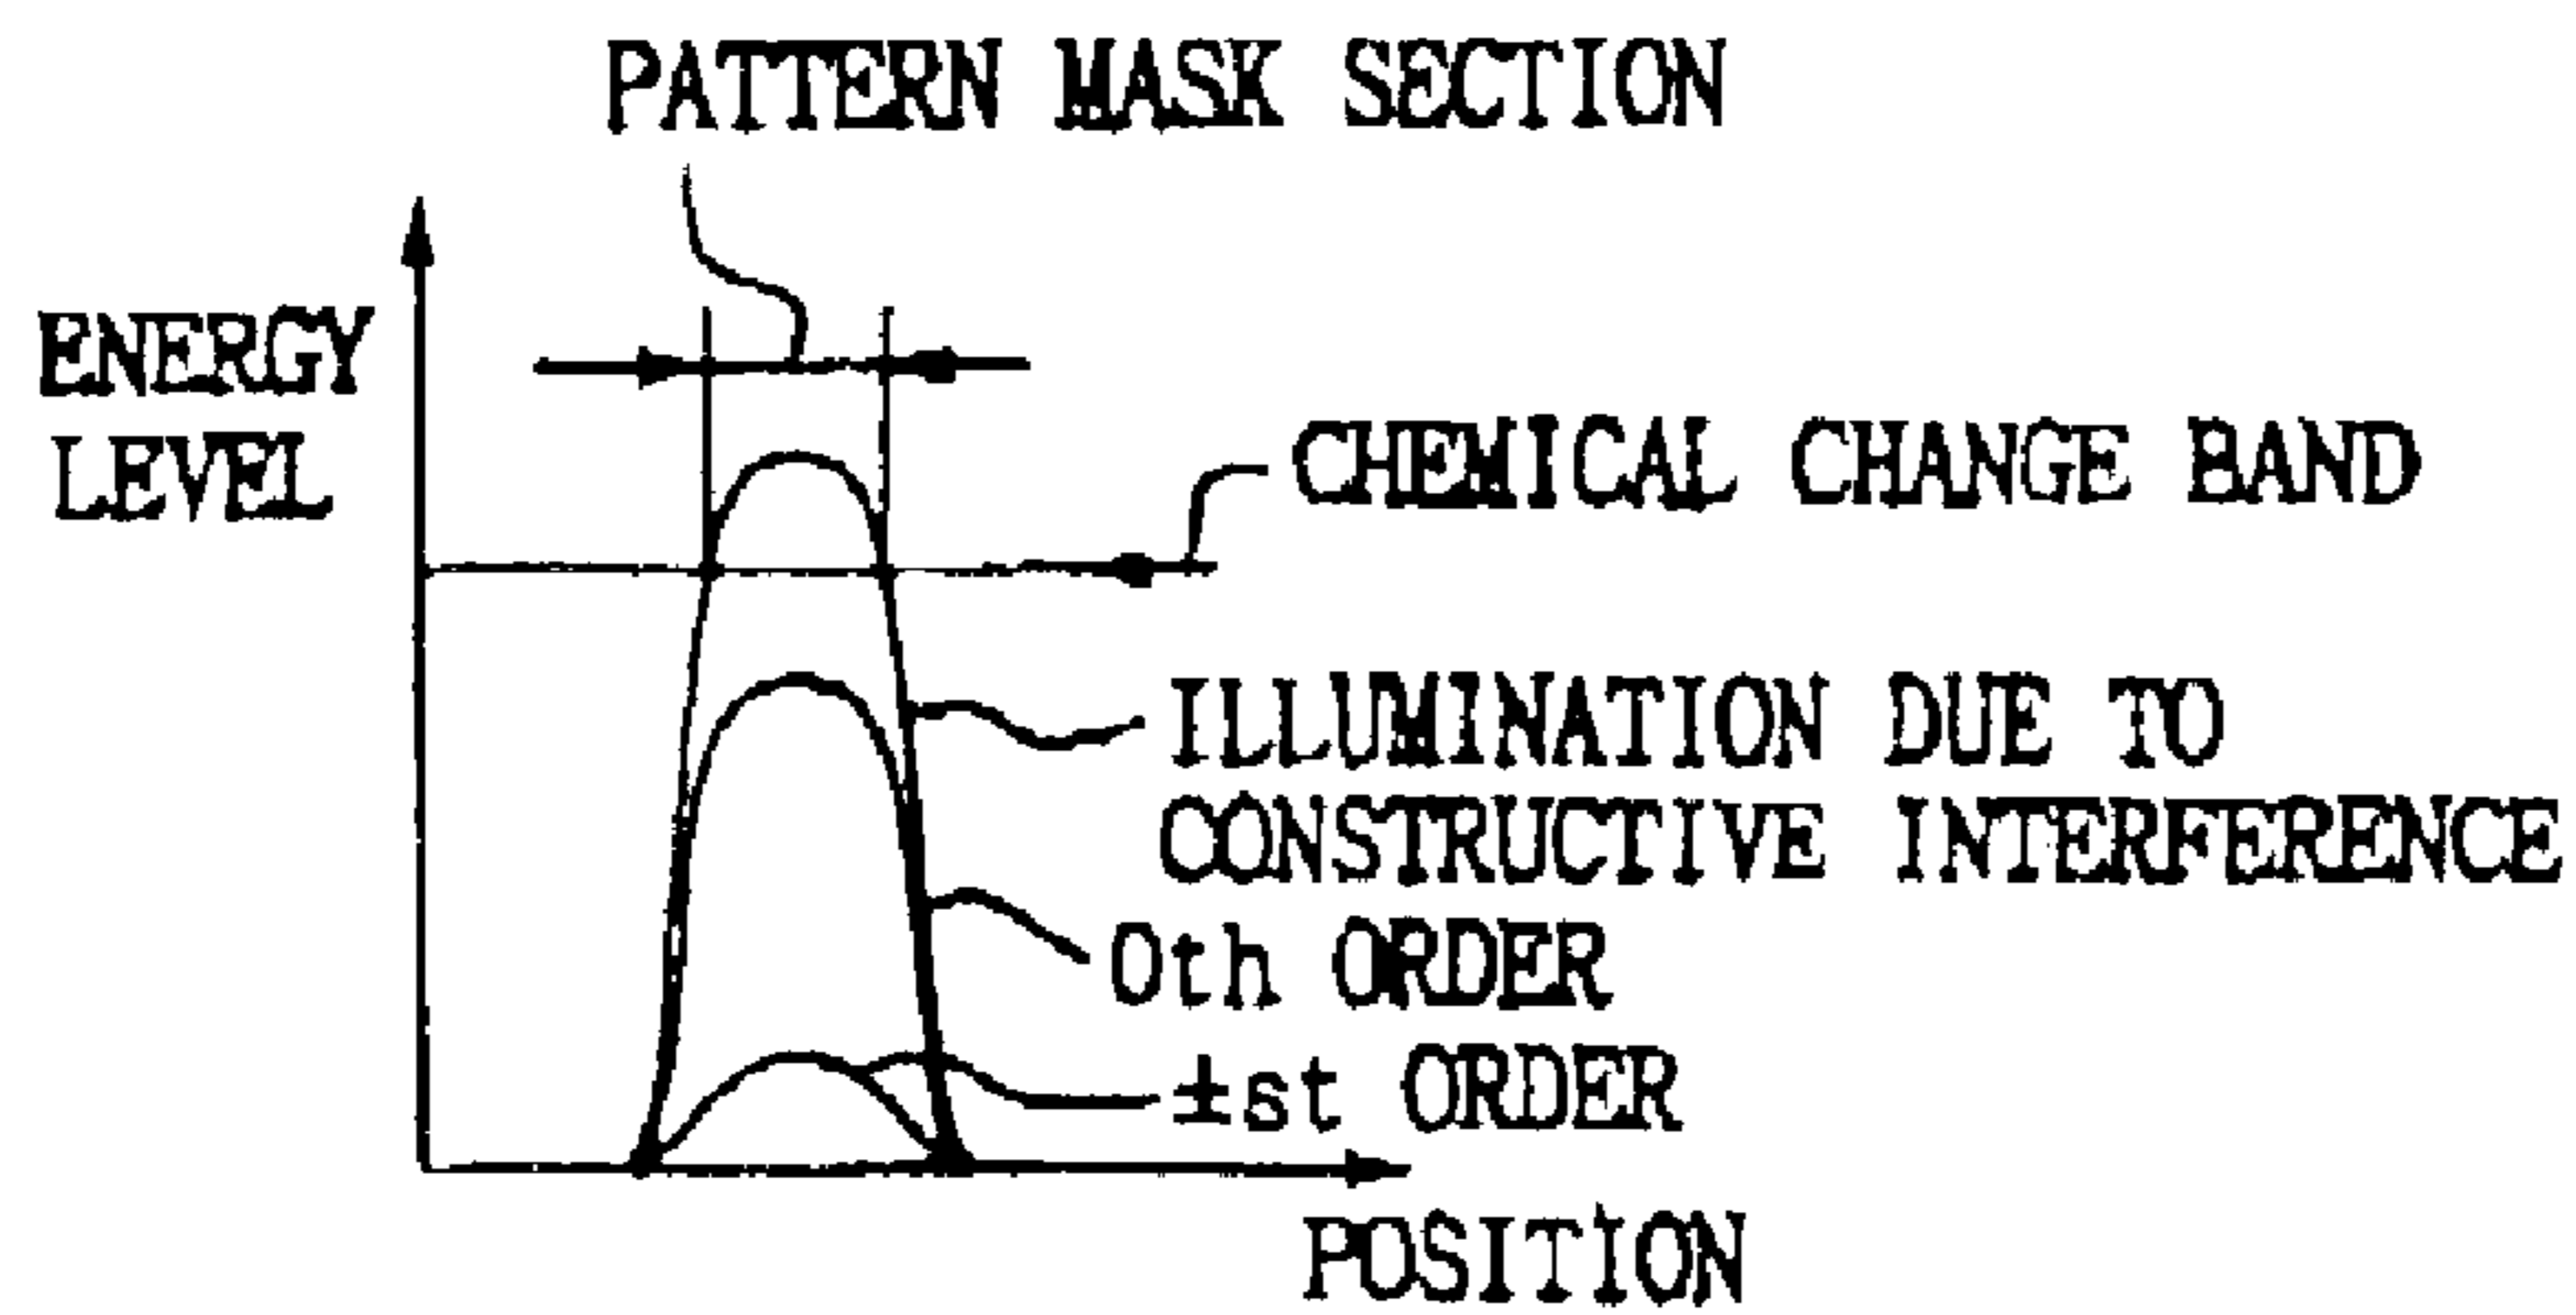 PATTERN MASK SECTION
ENERGY
LEVEL
CHEMICAL CHANGE BAND
ILLUMINATION DUE TO
CONSTRUCTIVE INTERFERENCE
0th ORDER
±st ORDER
POSITION